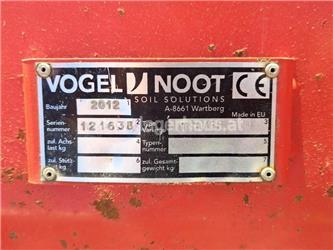 VOGEL NOOT CE
SOIL SOLUTIONS
A-8661 Wartberg
Baujahr 2012 1 Made in EU
Serien-
nummer 121638 2
zul. Achs-
last kg 4 Typen-
nummer 5
zul. Stütz-
last kg 6 zul. Gesamt-
gewicht kg 7